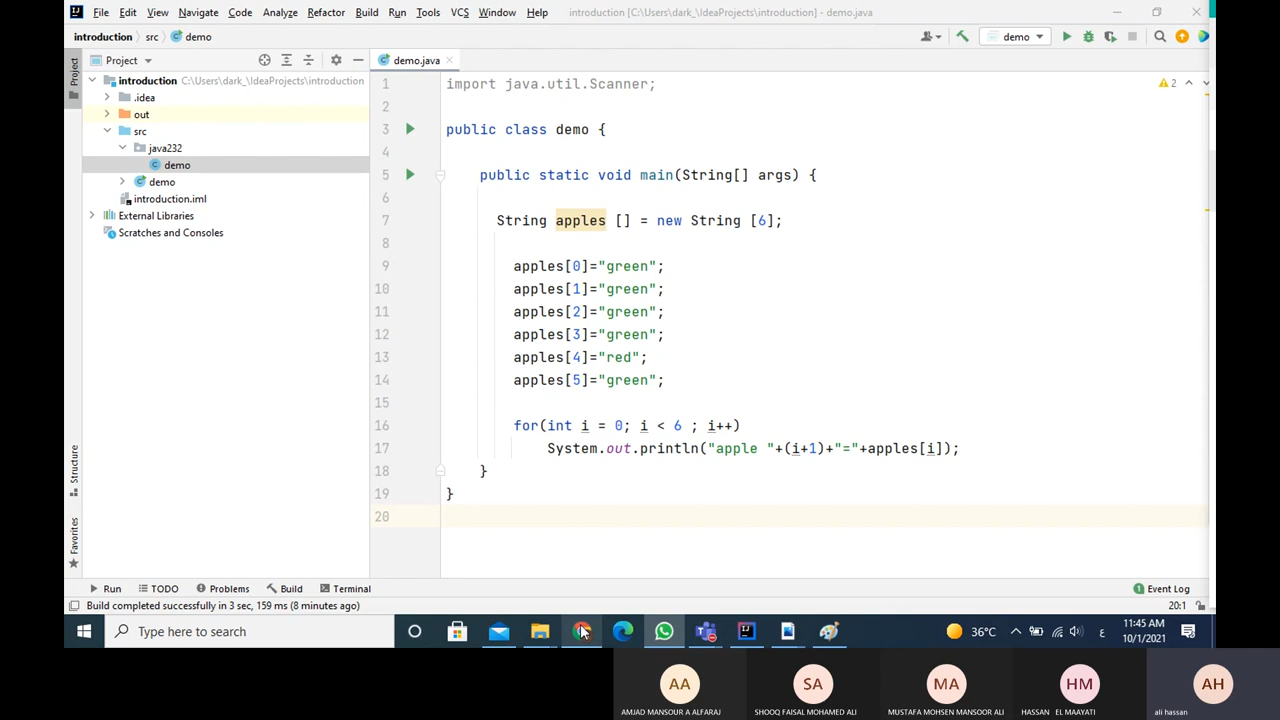 File Edit View Navigate Code Analyze Refactor Build Run Tools VCS Window Help introduction [C:\Users\dark_\IdeaProjects\introduction] - demo.java
introduction src demo
demo
Project
demo.java
Project
introduction C:\Users\dark_\IdeaProjects\introduction
.idea
out
src
java232
demo
demo
introduction.iml
External Libraries
Scratches and Consoles
Structure
Favorites
2
1 import java.util.Scanner;
2
3 public class demo {
4
5 public static void main(String[] args) {
6
7 String apples [] = new String [6];
8
9 apples[0]="green";
10 apples[1]="green";
11 apples[2]="green";
12 apples[3]="green";
13 apples[4]="red";
14 apples[5]="green";
15
16 for(int i = 0; i < 6 ; i++)
17 System.out.println("apple "+(i+1)+"="+apples[i]);
18 }
19 }
20
Run TODO Problems Build Terminal 1 Event Log
Build completed successfully in 3 sec, 159 ms (8 minutes ago) 20:1
Type here to search
36°C ع 11:45 AM
10/1/2021
AA SA MA HM AH
AMJAD MANSOUR A ALFARAJ SHOOQ FAISAL MOHAMED ALI MUSTAFA MOHSEN MANSOOR ALI HASSAN EL MAAYATI ali hassan